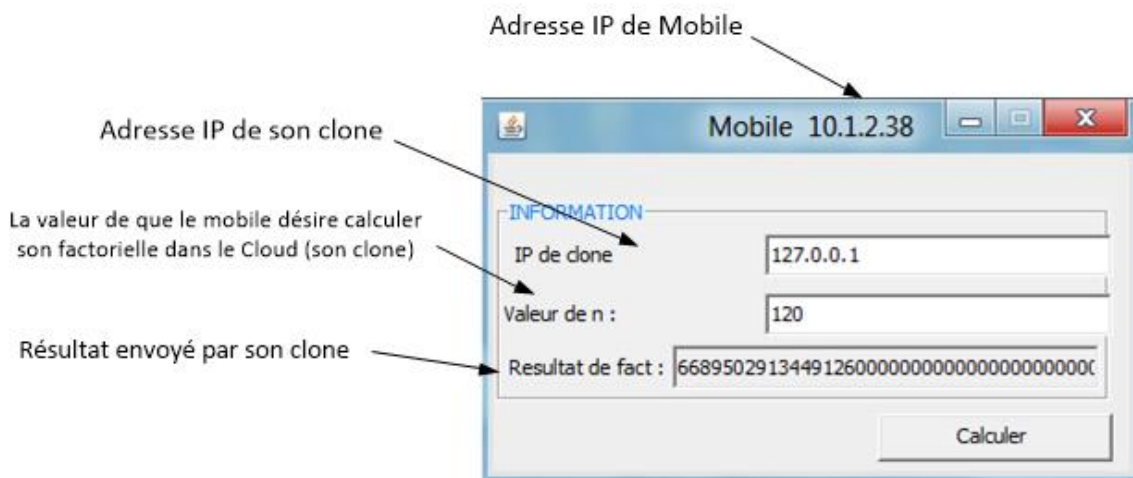 Adresse IP de Mobile
Adresse IP de son clone
Mobile 10.1.2.38
La valeur de que le mobile désire calculer
son factorielle dans le Cloud (son clone)
INFORMATION
IP de clone
127.0.0.1
Valeur de n :
120
Résultat envoyé par son clone
Resultat de fact :
Calculer